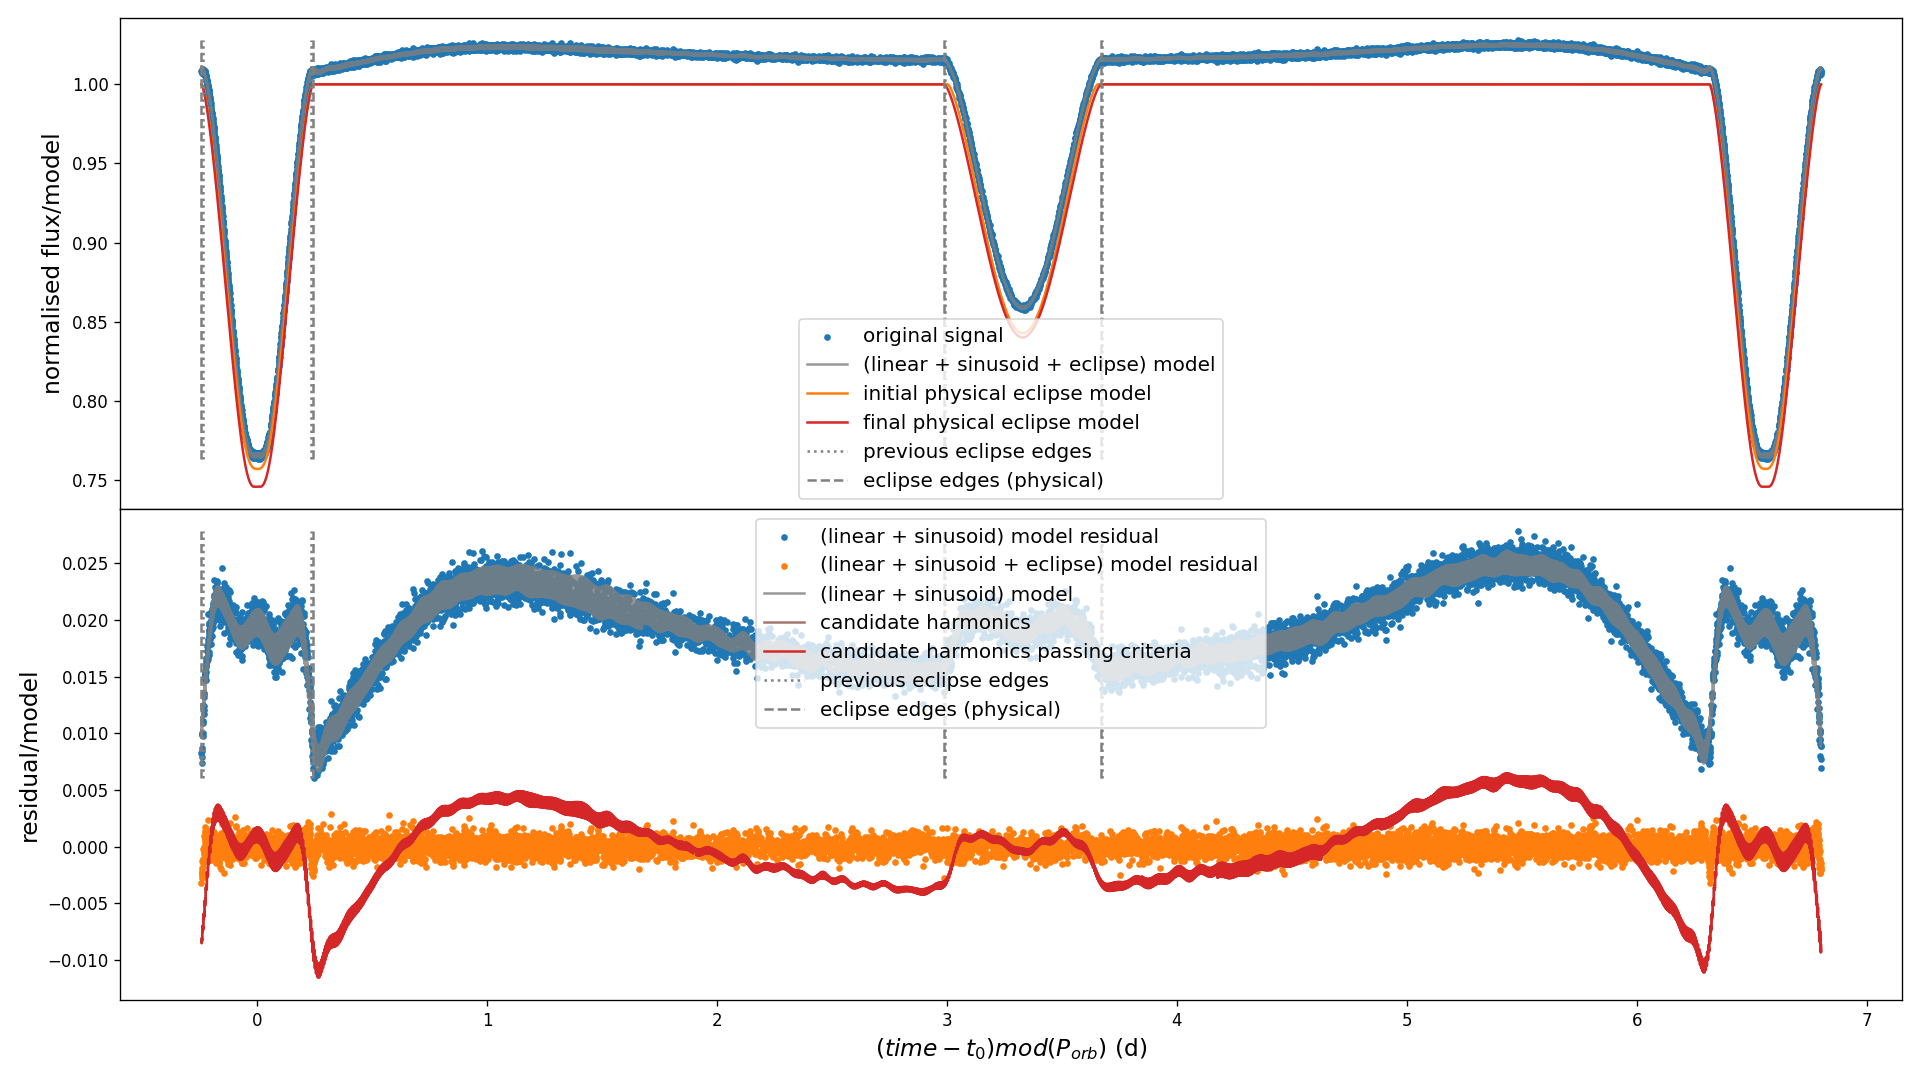 normalised flux/model
1.00
0.95
0.90
0.85
0.80
0.75
original signal
(linear + sinusoid + eclipse) model
initial physical eclipse model
final physical eclipse model
previous eclipse edges
eclipse edges (physical)
residual/model
0.025
0.020
0.015
0.010
0.005
0.000
−0.005
−0.010
(linear + sinusoid) model residual
(linear + sinusoid + eclipse) model residual
(linear + sinusoid) model
candidate harmonics
candidate harmonics passing criteria
previous eclipse edges
eclipse edges (physical)
0 1 2 3 4 5 6 7
(time − t₀)mod(P_orb) (d)